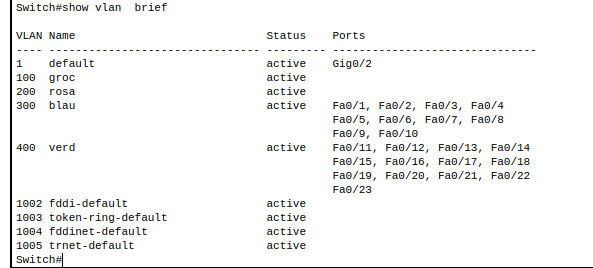 Switch#show vlan  brief
VLAN Name                             Status    Ports
---- -------------------------------- --------- -------------------------------
1    default                          active    Gig0/2
100  groc                             active
200  rosa                             active
300  blau                             active    Fa0/1, Fa0/2, Fa0/3, Fa0/4
                                                Fa0/5, Fa0/6, Fa0/7, Fa0/8
                                                Fa0/9, Fa0/10
400  verd                             active    Fa0/11, Fa0/12, Fa0/13, Fa0/14
                                                Fa0/15, Fa0/16, Fa0/17, Fa0/18
                                                Fa0/19, Fa0/20, Fa0/21, Fa0/22
                                                Fa0/23
1002 fddi-default                     active
1003 token-ring-default               active
1004 fddinet-default                  active
1005 trnet-default                    active
Switch#